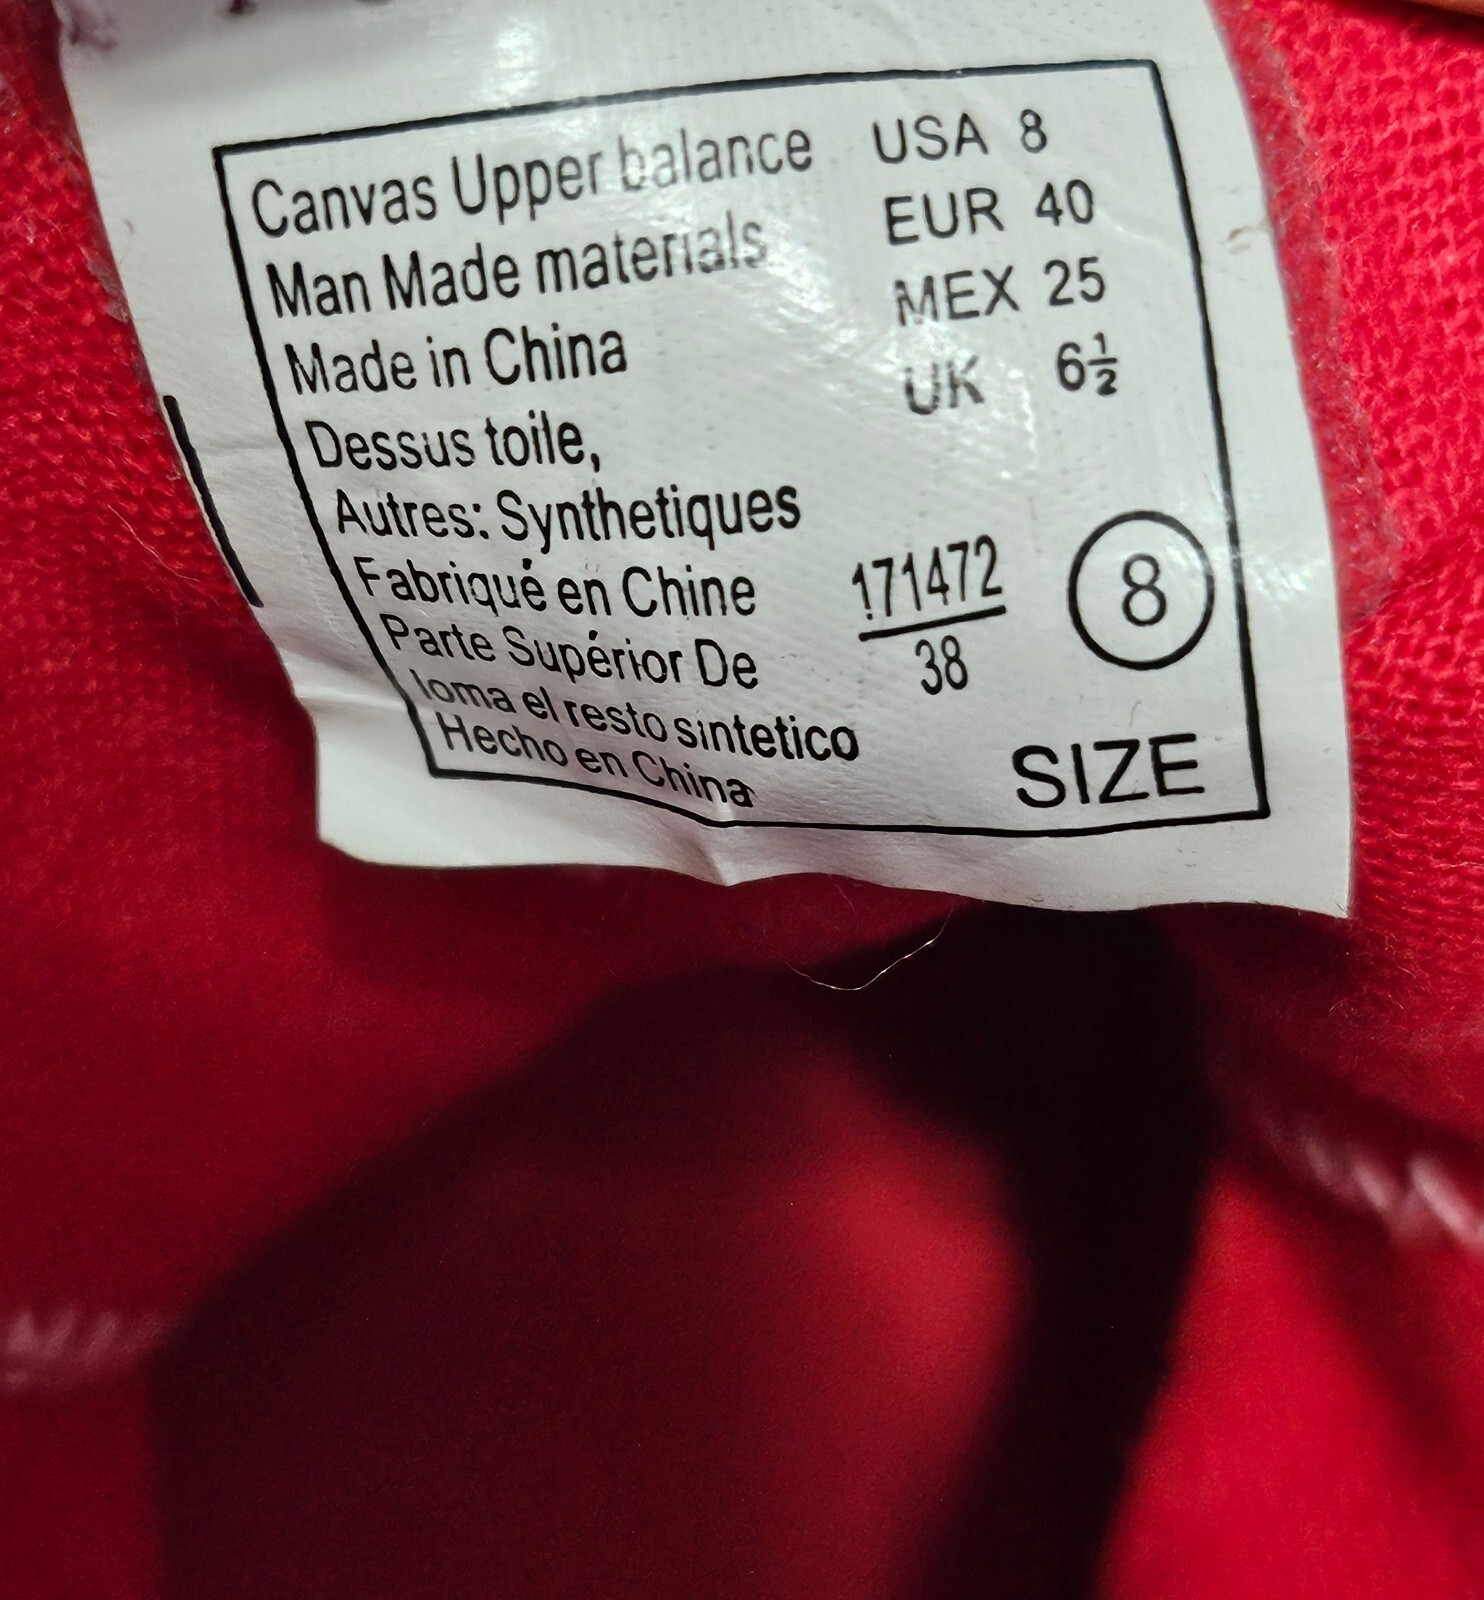 Canvas Upper balance USA 8
Man Made materials EUR 40
Made in China MEX 25
Dessus toile, UK 6½
Autres: Synthetiques
Fabriqué en Chine 171472
Parte Supérior De 38
loma el resto sintetico
Hecho en China
8
SIZE